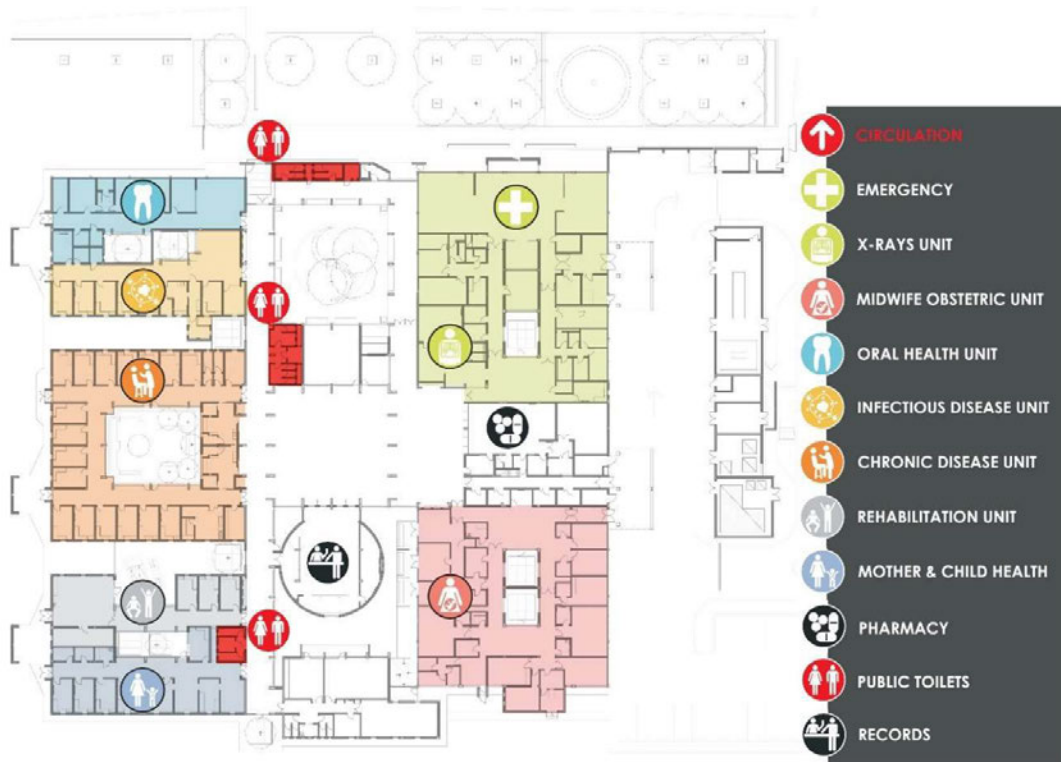 CIRCULATION
EMERGENCY
X-RAYS UNIT
MIDWIFE OBSTETRIC UNIT
ORAL HEALTH UNIT
INFECTIOUS DISEASE UNIT
CHRONIC DISEASE UNIT
REHABILITATION UNIT
MOTHER & CHILD HEALTH
PHARMACY
PUBLIC TOILETS
RECORDS